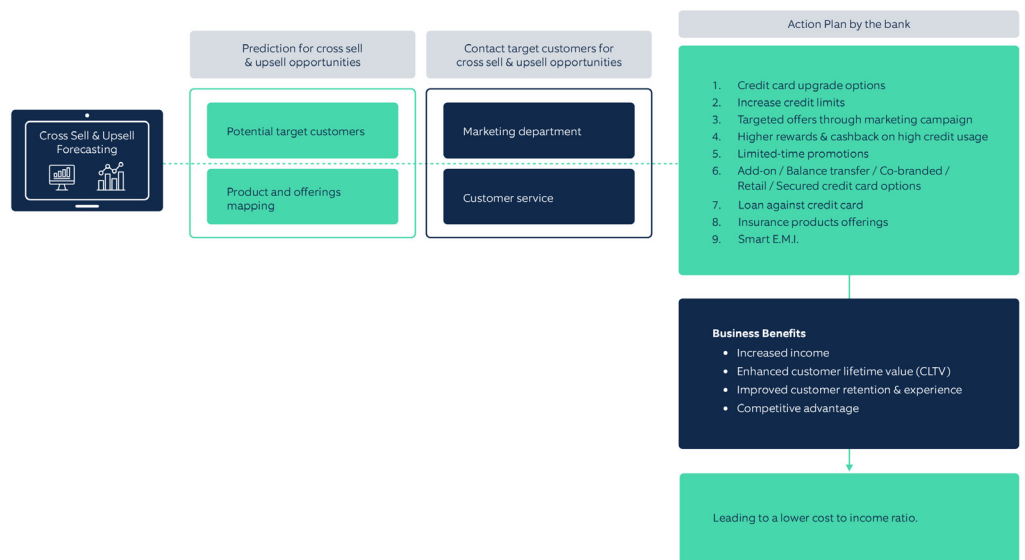 Cross Sell & Upsell
Forecasting
Prediction for cross sell
& upsell opportunities
Potential target customers
Product and offerings
mapping
Contact target customers for
cross sell & upsell opportunities
Marketing department
Customer service
Action Plan by the bank
1. Credit card upgrade options
2. Increase credit limits
3. Targeted offers through marketing campaign
4. Higher rewards & cashback on high credit usage
5. Limited-time promotions
6. Add-on / Balance transfer / Co-branded /
Retail / Secured credit card options
7. Loan against credit card
8. Insurance products offerings
9. Smart E.M.I.
Business Benefits
• Increased income
• Enhanced customer lifetime value (CLTV)
• Improved customer retention & experience
• Competitive advantage
Leading to a lower cost to income ratio.